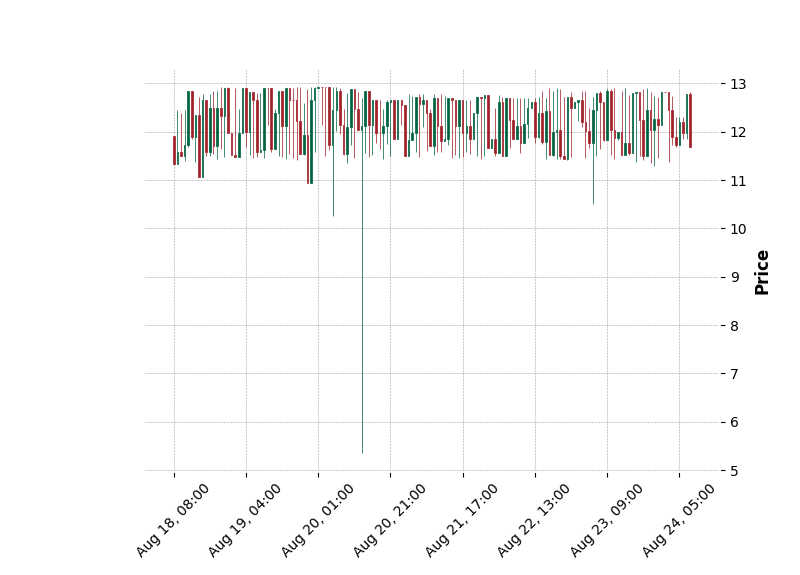 13
12
11
10
9
8
7
6
5
Price
Aug 18, 08:00
Aug 19, 04:00
Aug 20, 01:00
Aug 20, 21:00
Aug 21, 17:00
Aug 22, 13:00
Aug 23, 09:00
Aug 24, 05:00